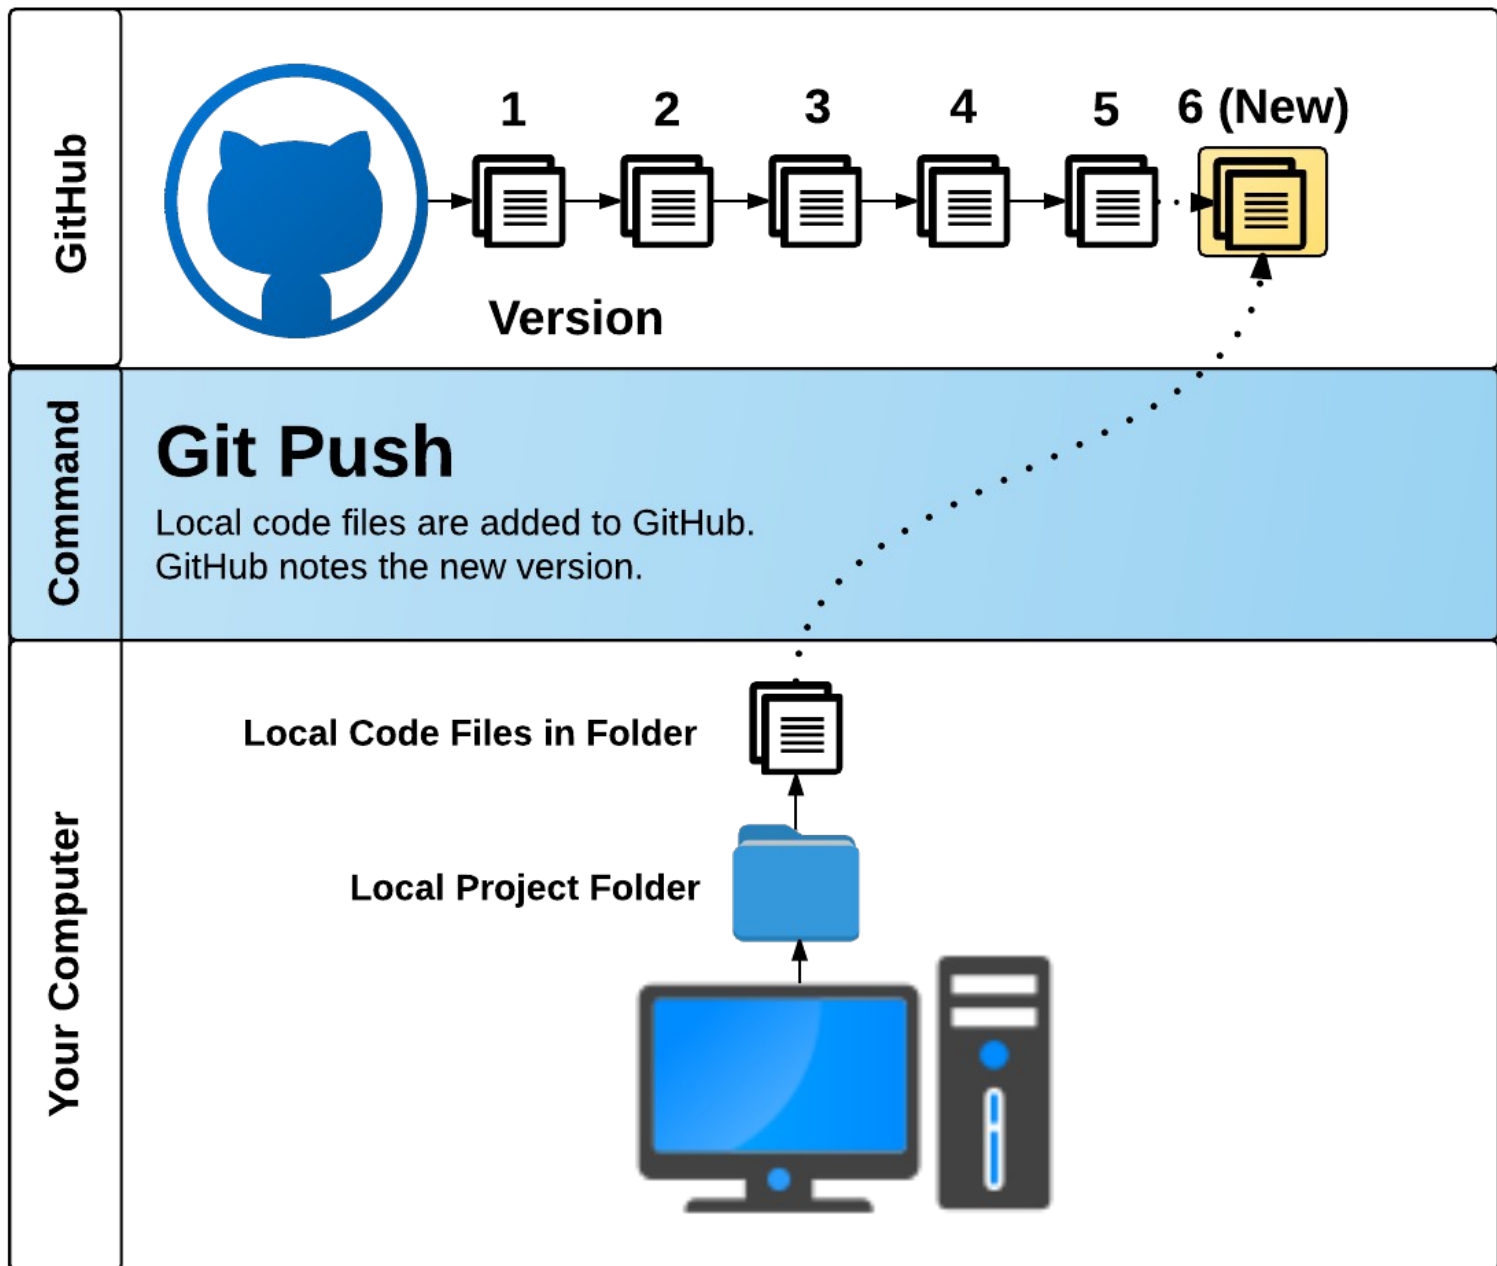 GitHub
1 2 3 4 5 6 (New)
Version
Command
Git Push
Local code files are added to GitHub.
GitHub notes the new version.
Your Computer
Local Code Files in Folder
Local Project Folder